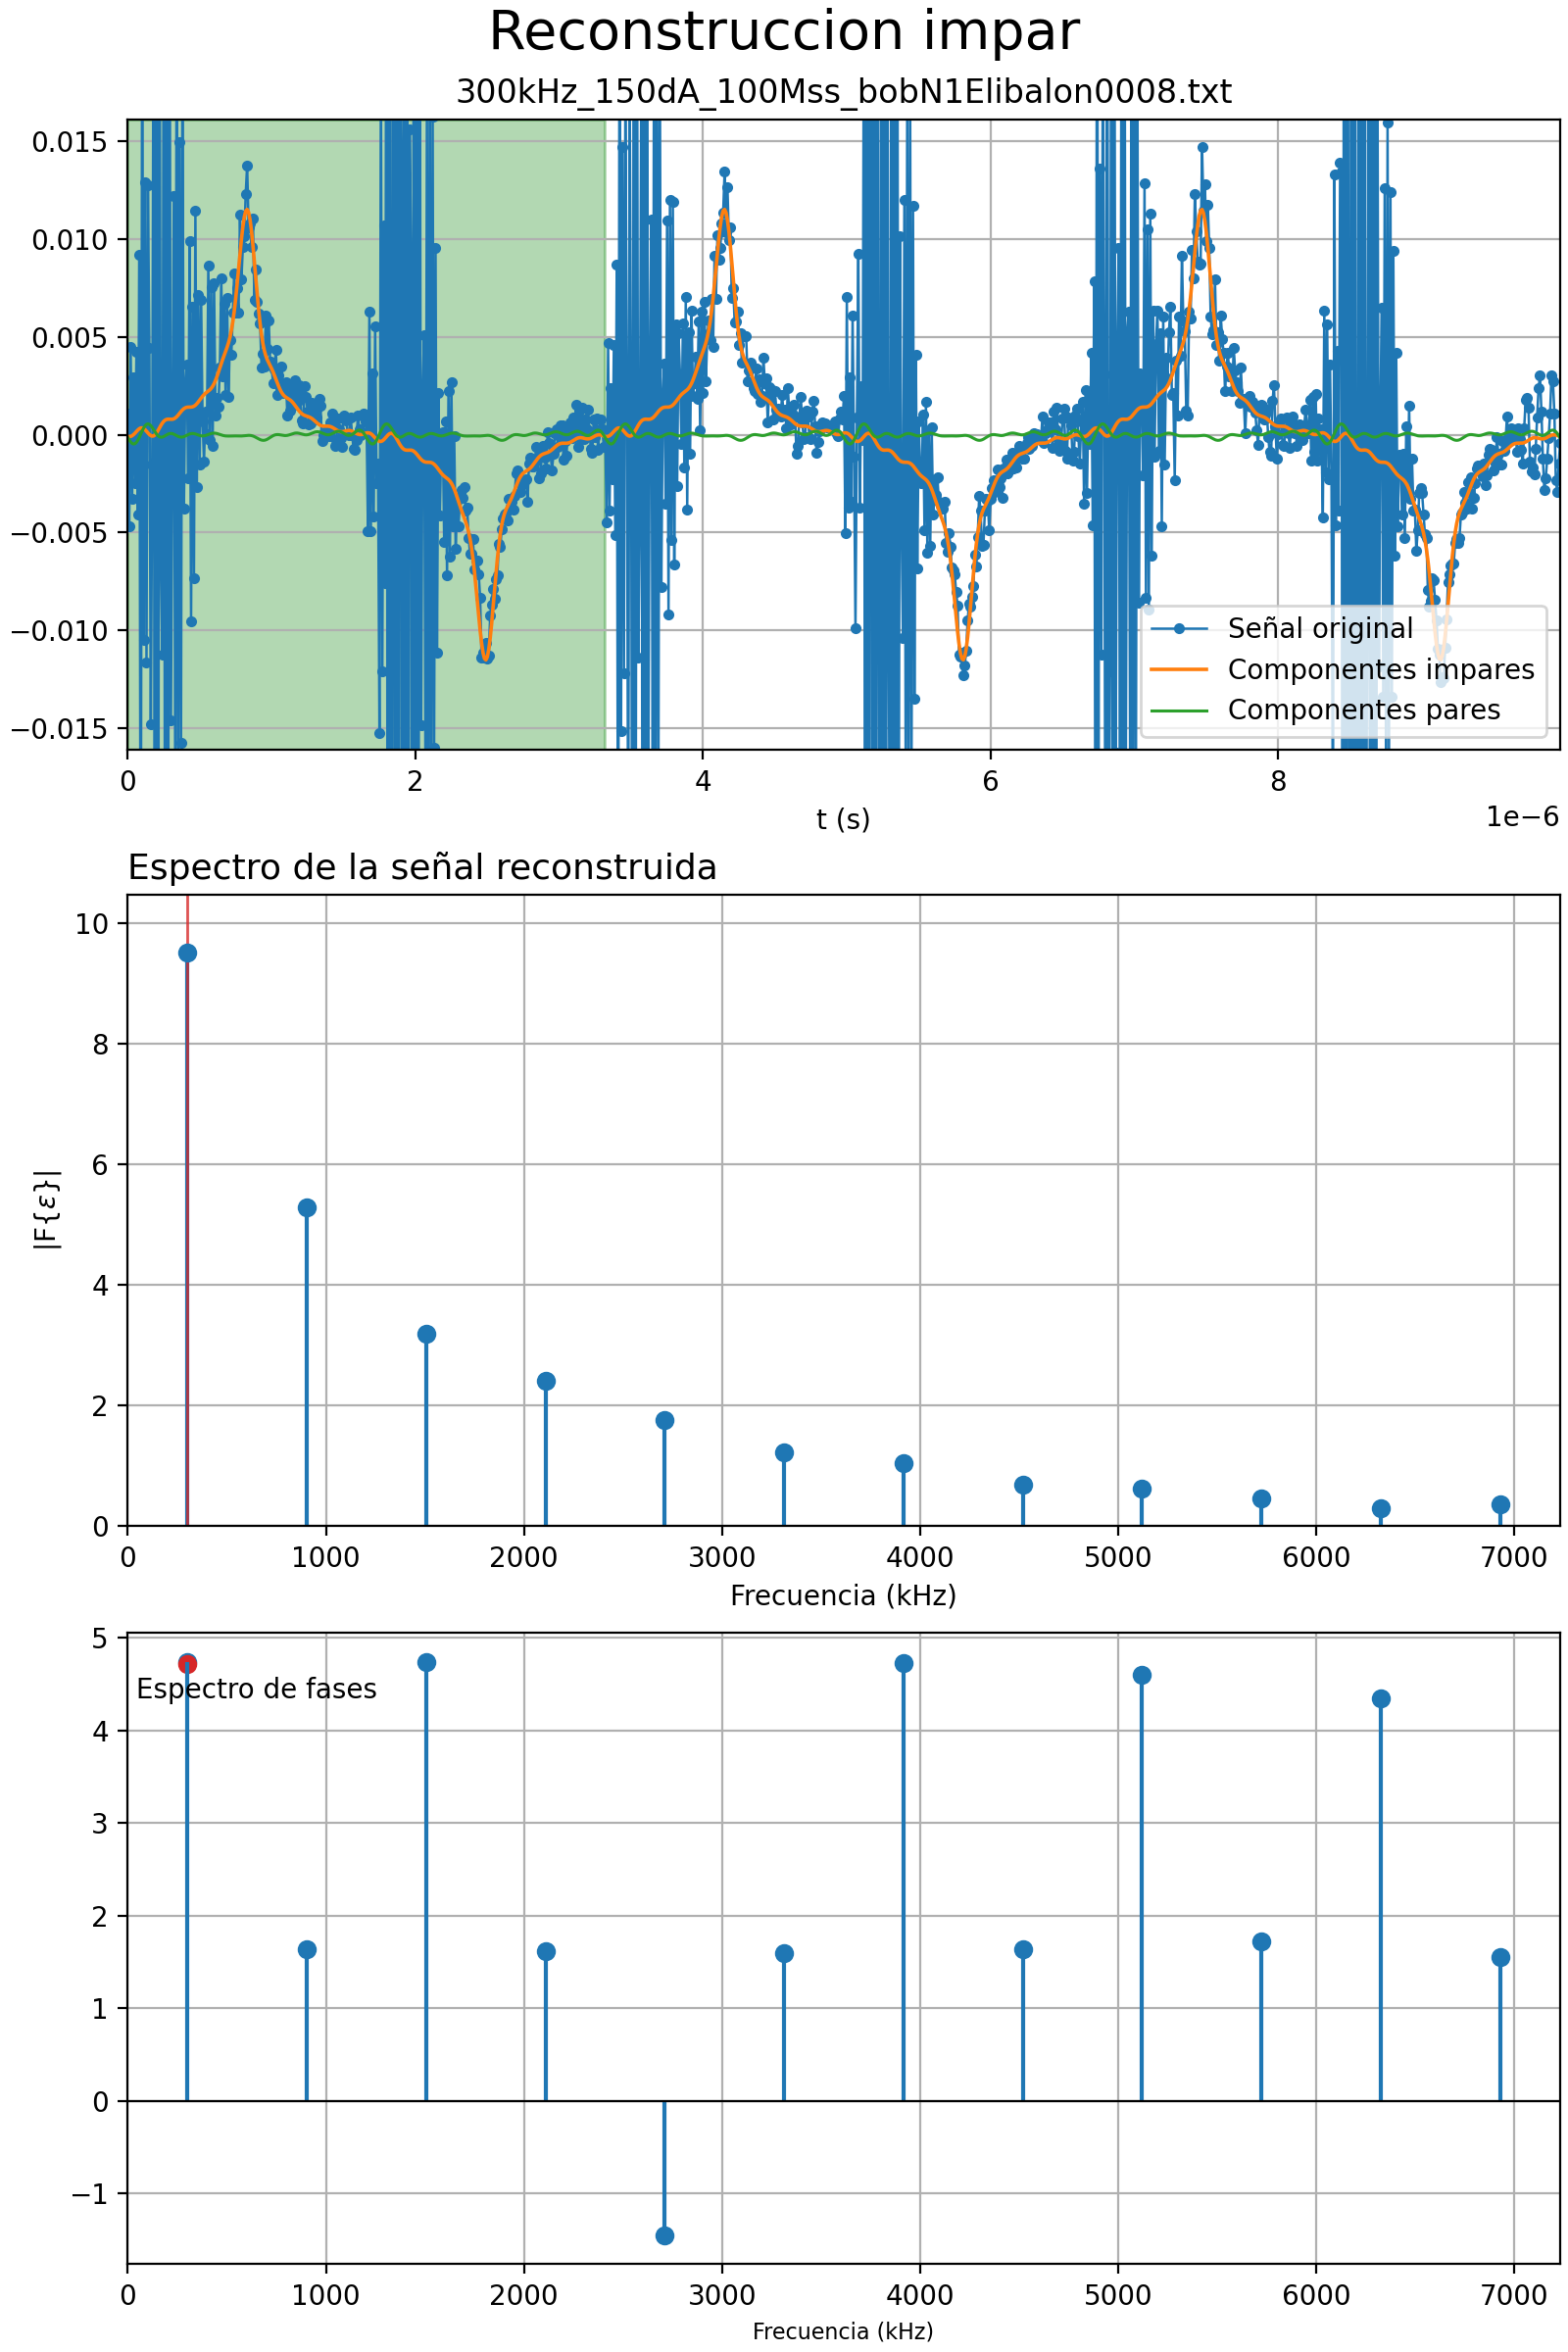 Reconstruccion impar
300kHz_150dA_100Mss_bobN1Elibalon0008.txt
0.015
0.010
0.005
0.000
−0.005
−0.010
−0.015
Señal original
Componentes impares
Componentes pares
0 2 4 6 8
t (s)
1e−6
Espectro de la señal reconstruida
10
8
6
4
2
0
|F{ε}|
0 1000 2000 3000 4000 5000 6000 7000
Frecuencia (kHz)
5
Espectro de fases
4
3
2
1
0
−1
0 1000 2000 3000 4000 5000 6000 7000
Frecuencia (kHz)